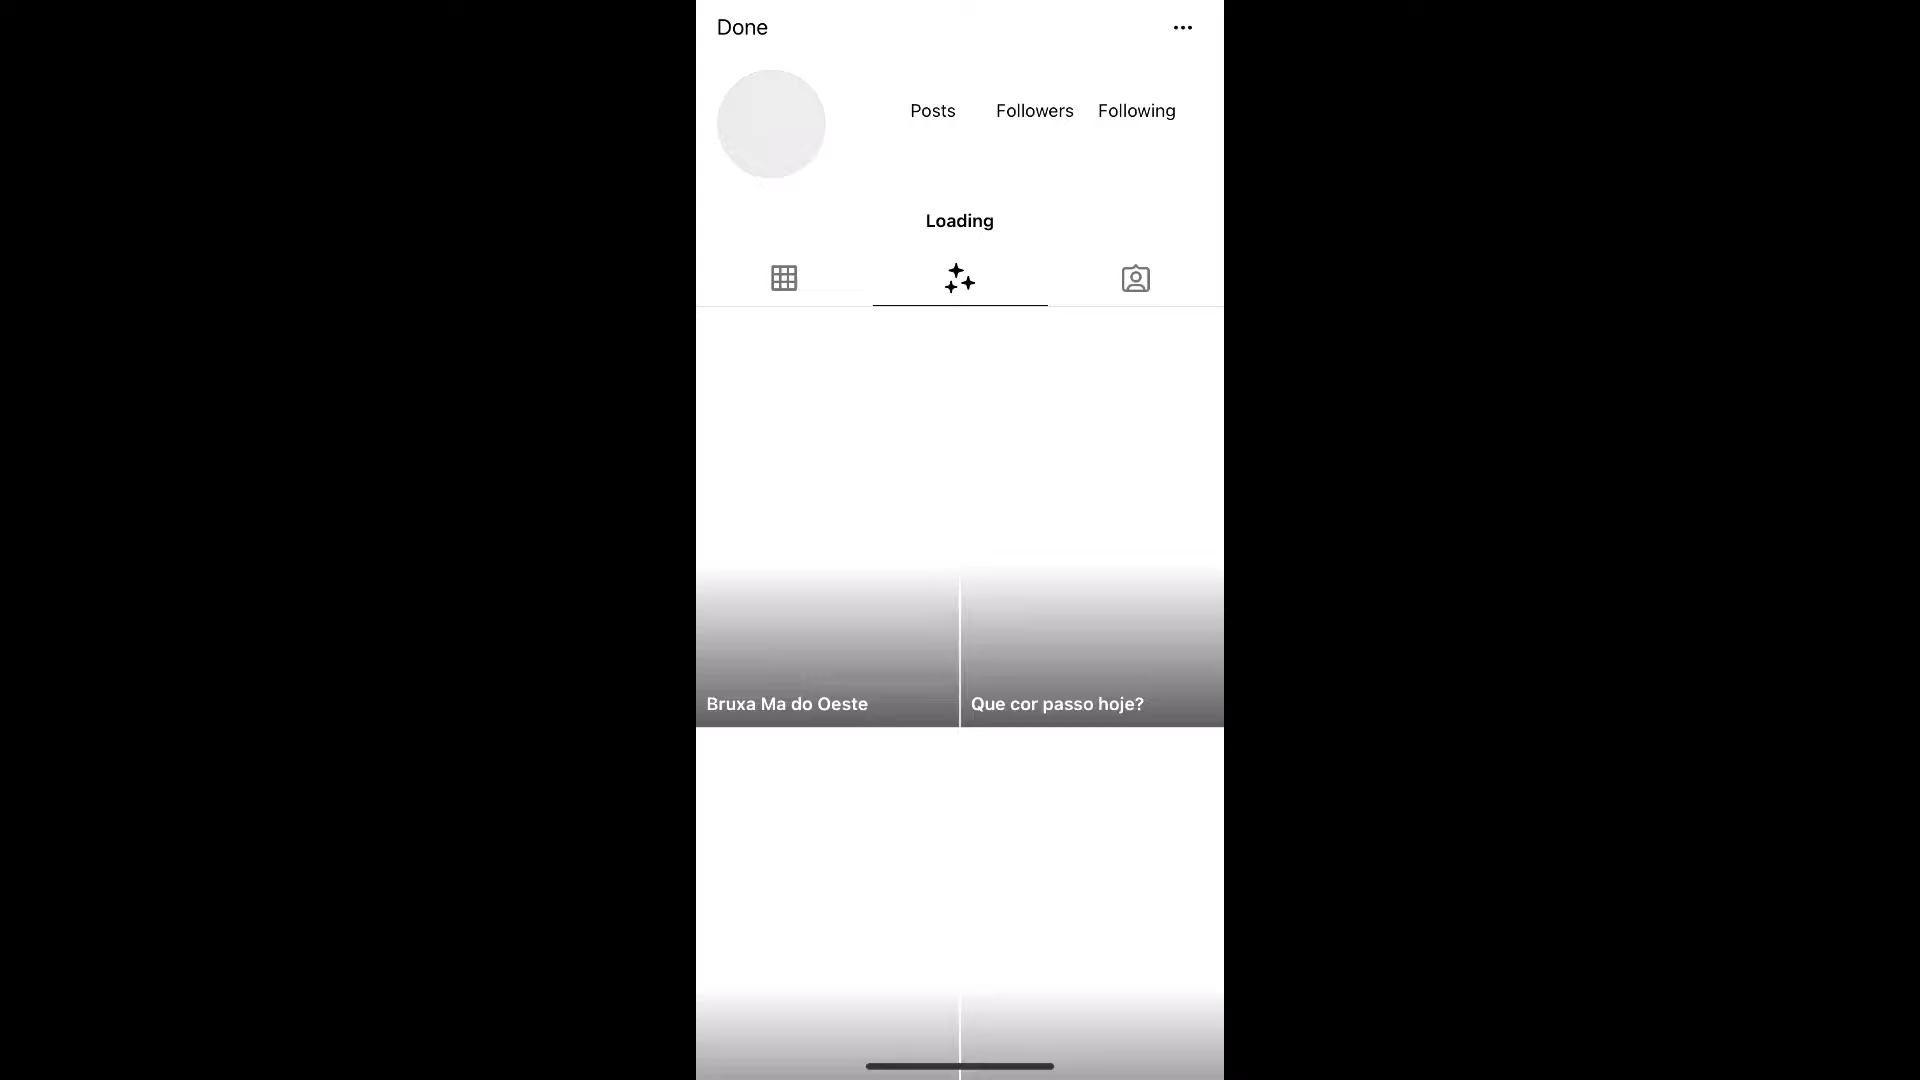 Done
Posts Followers Following
Loading
Bruxa Ma do Oeste
Que cor passo hoje?